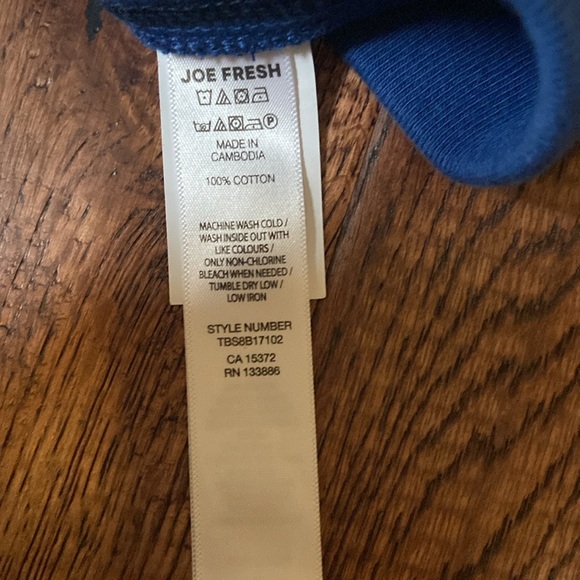 JOE FRESH
P
MADE IN
CAMBODIA
100% COTTON
MACHINE WASH COLD /
WASH INSIDE OUT WITH
LIKE COLOURS /
ONLY NON-CHLORINE
BLEACH WHEN NEEDED /
TUMBLE DRY LOW /
LOW IRON
STYLE NUMBER
TBS8B17102
CA 15372
RN 133886